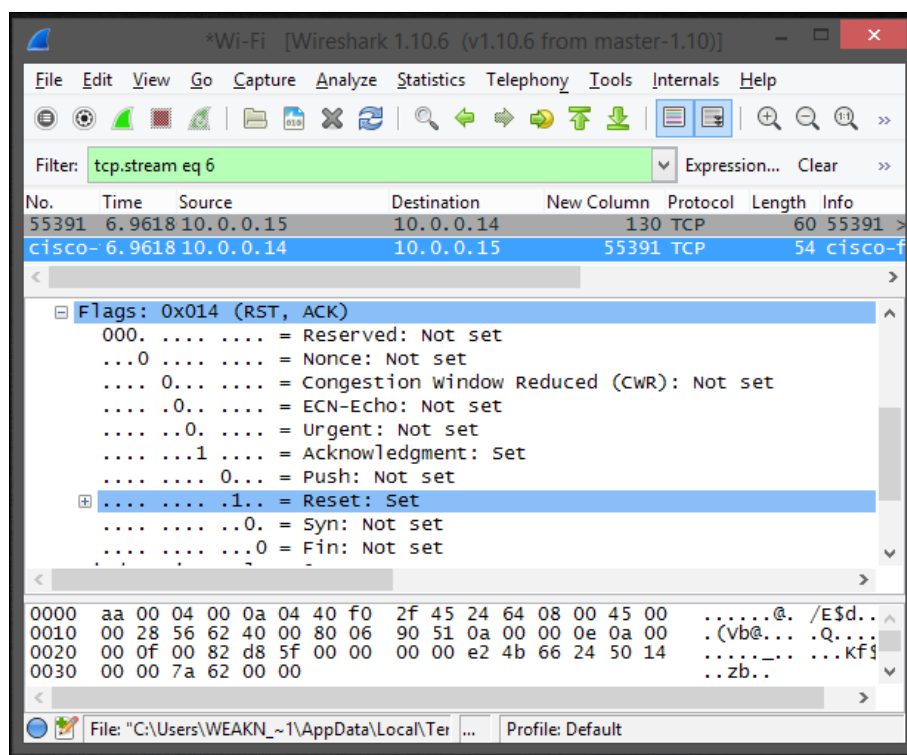 *Wi-Fi [Wireshark 1.10.6 (v1.10.6 from master-1.10)]
File Edit View Go Capture Analyze Statistics Telephony Tools Internals Help
Filter: tcp.stream eq 6 Expression... Clear
No. Time Source Destination New Column Protocol Length Info
55391 6.9618 10.0.0.15 10.0.0.14 130 TCP 60 55391 >
cisco- 6.9618 10.0.0.14 10.0.0.15 55391 TCP 54 cisco-f
Flags: 0x014 (RST, ACK)
000. .... .... = Reserved: Not set
...0 .... .... = Nonce: Not set
.... 0... .... = Congestion Window Reduced (CWR): Not set
.... .0.. .... = ECN-Echo: Not set
.... ..0. .... = Urgent: Not set
.... ...1 .... = Acknowledgment: Set
.... .... 0... = Push: Not set
.... .... .1.. = Reset: Set
.... .... ..0. = Syn: Not set
.... .... ...0 = Fin: Not set
0000 aa 00 04 00 0a 04 40 f0 2f 45 24 64 08 00 45 00 ......@. /E$d..
0010 00 28 56 62 40 00 80 06 90 51 0a 00 00 0e 0a 00 .(Vb@... .Q....
0020 00 0f 00 82 d8 5f 00 00 00 00 e2 4b 66 24 50 14 ....._.. ...Kf$
0030 00 00 7a 62 00 00 ..zb..
File: "C:\Users\WEAKN_~1\AppData\Local\Ter ... Profile: Default